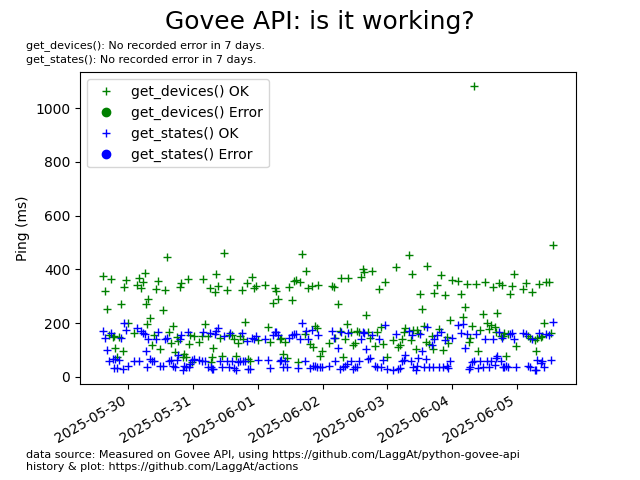 Govee API: is it working?
get_devices(): No recorded error in 7 days.
get_states(): No recorded error in 7 days.
get_devices() OK
get_devices() Error
get_states() OK
get_states() Error
Ping (ms)
1000
800
600
400
200
0
2025-05-30
2025-05-31
2025-06-01
2025-06-02
2025-06-03
2025-06-04
2025-06-05
data source: Measured on Govee API, using https://github.com/LaggAt/python-govee-api
history & plot: https://github.com/LaggAt/actions